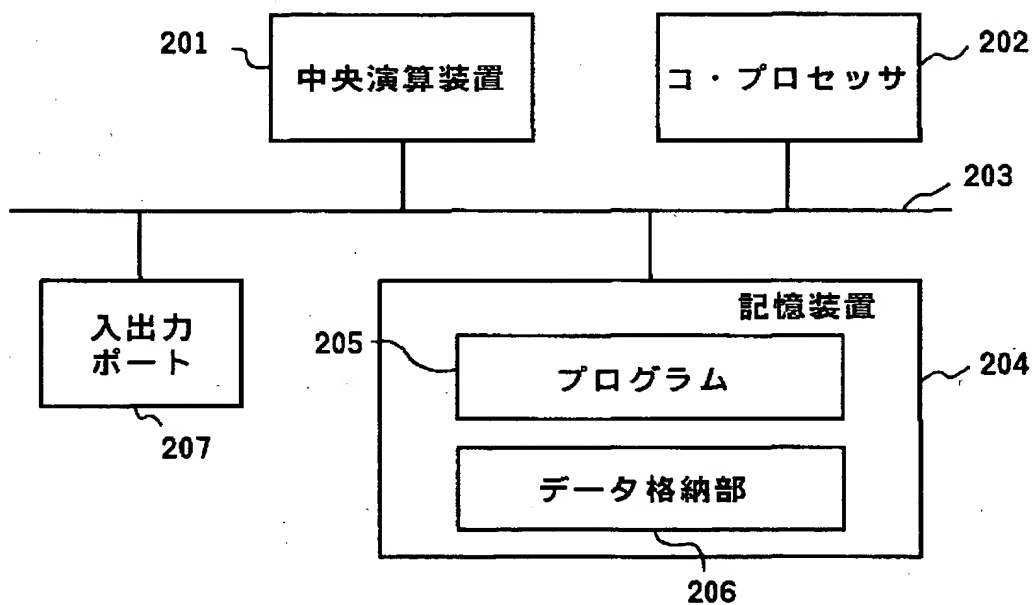 201
中央演算装置
202
コ・プロセッサ
203
入出力
ポート
207
記憶装置
204
205
プログラム
データ格納部
206